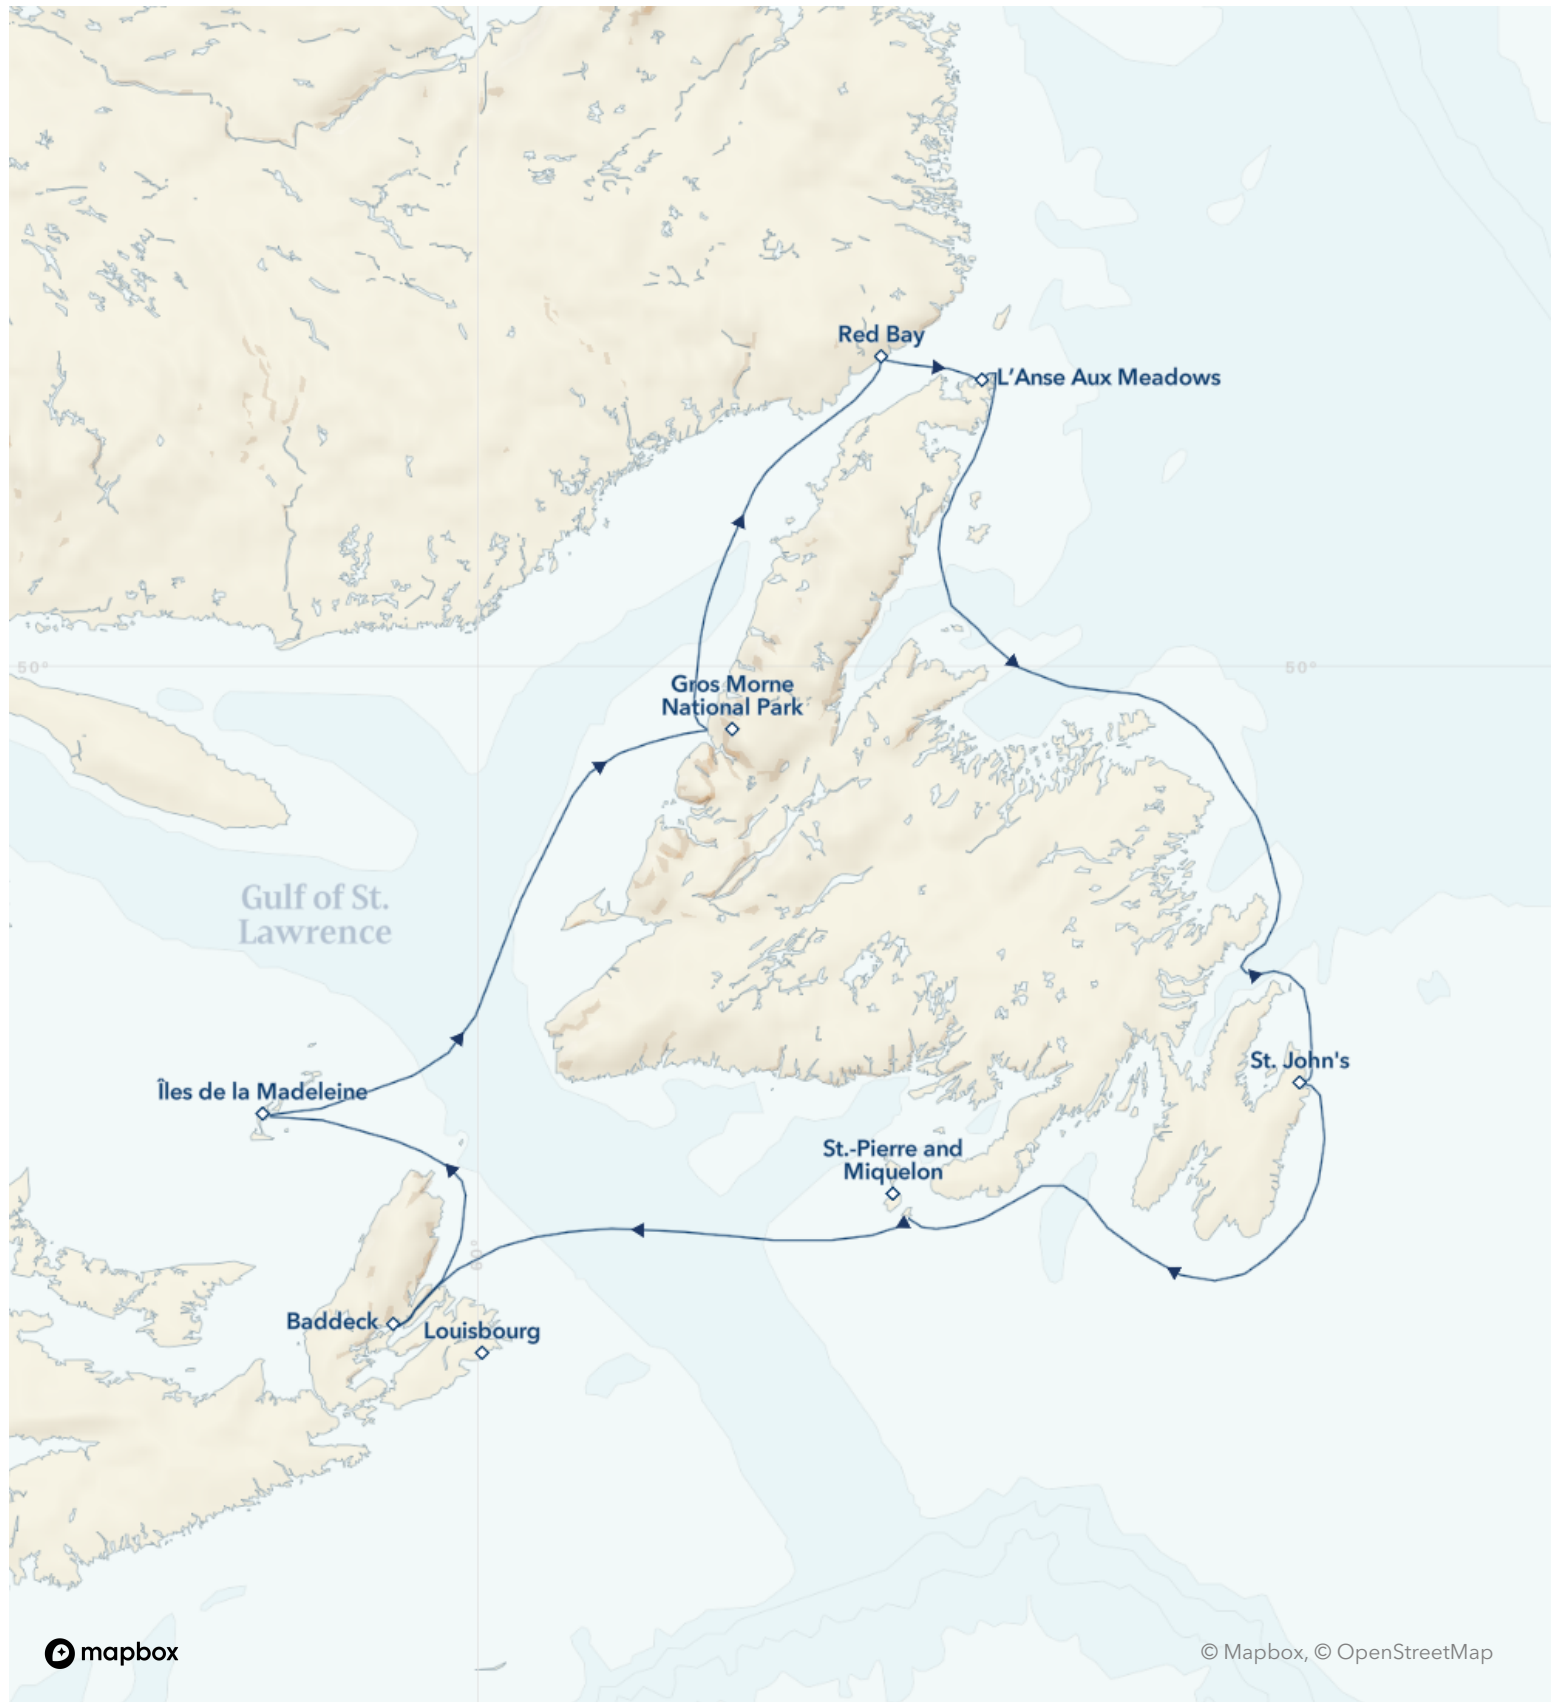 Red Bay
L'Anse Aux Meadows
50°
50°
Gros Morne
National Park
Gulf of St.
Lawrence
St. John's
Îles de la Madeleine
St.-Pierre and
Miquelon
Baddeck
Louisbourg
mapbox
© Mapbox, © OpenStreetMap